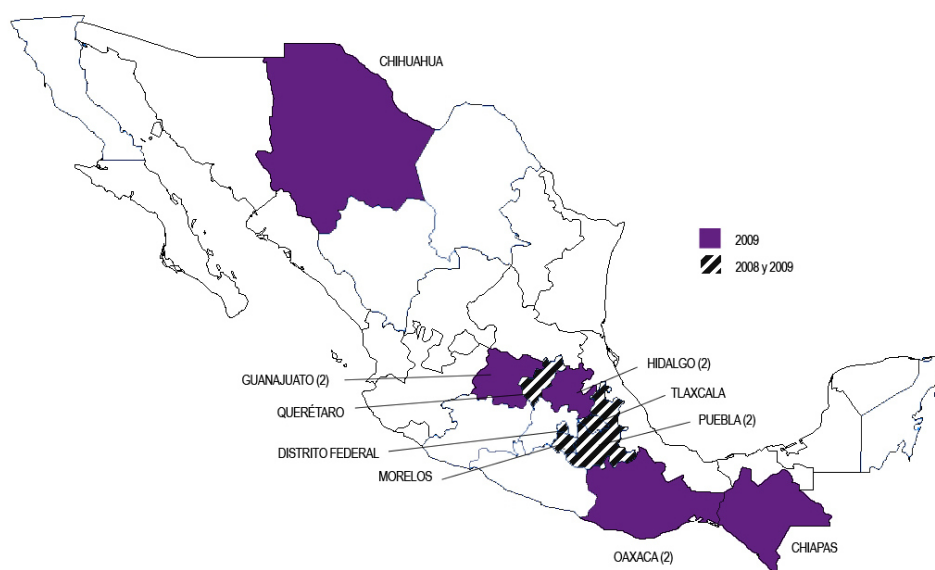 CHIHUAHUA
2009
2008 y 2009
HIDALGO (2)
GUANAJUATO (2)
TLAXCALA
QUERÉTARO
PUEBLA (2)
DISTRITO FEDERAL
MORELOS
CHIAPAS
OAXACA (2)